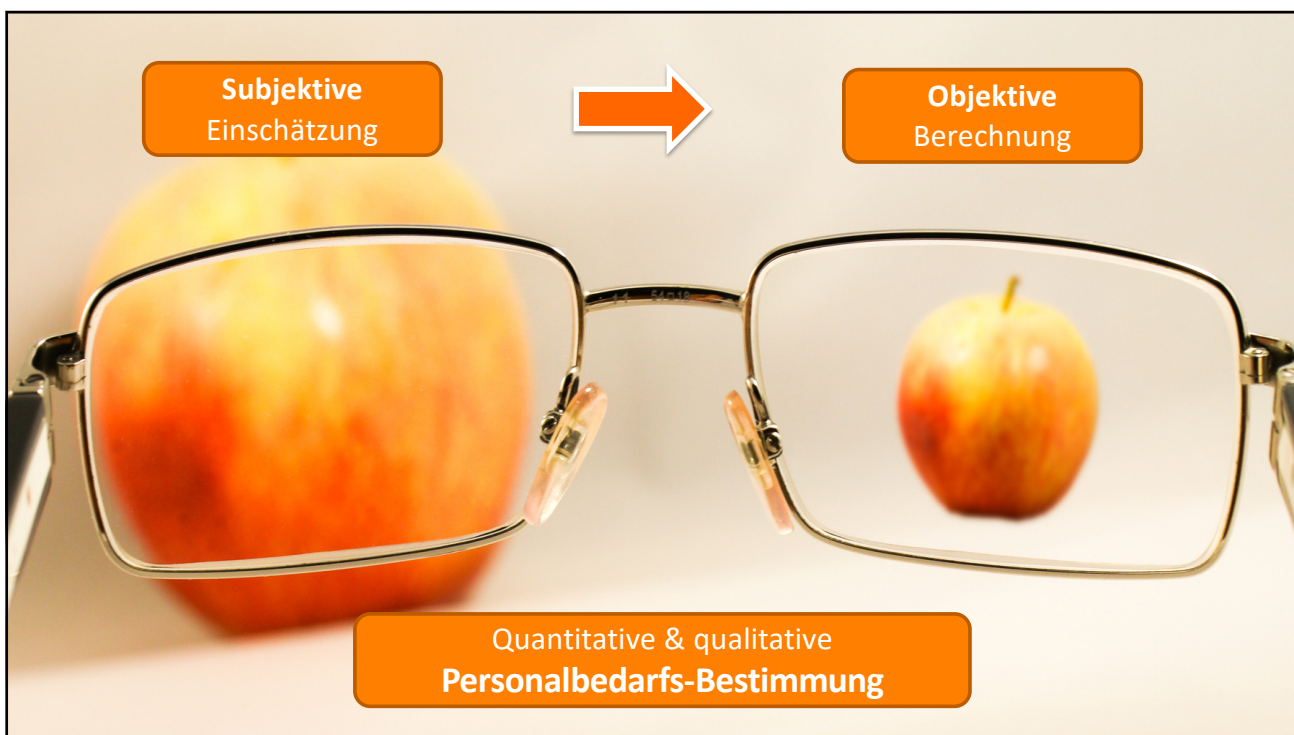 Subjektive
Einschätzung
Objektive
Berechnung
Quantitative & qualitative
Personalbedarfs-Bestimmung